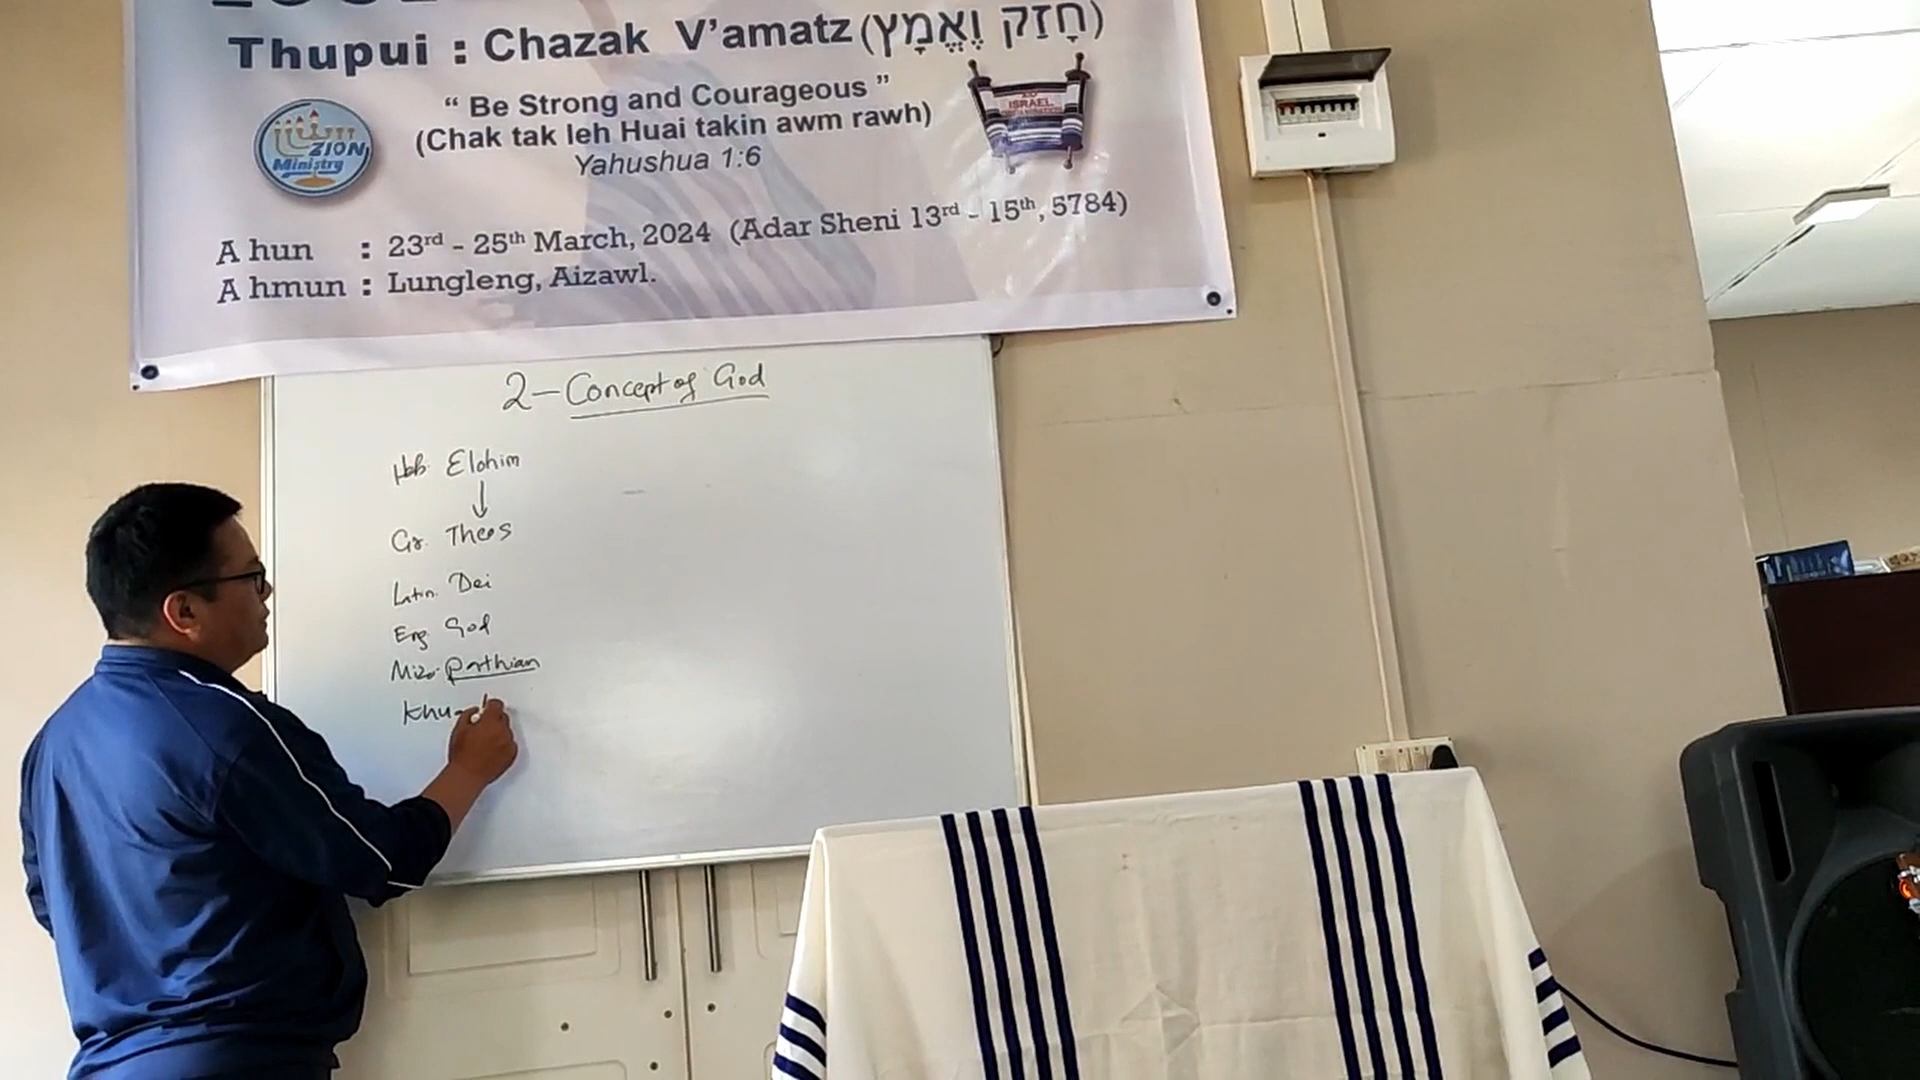 Thupui : Chazak V'amatz (חֲזַק וֶאֱמָץ)
“ Be Strong and Courageous ”
(Chak tak leh Huai takin awm rawh)
Yahushua 1:6
ZION
Ministry
ISRAEL
A hun : 23rd - 25th March, 2024 (Adar Sheni 13rd - 15th, 5784)
A hmun : Lungleng, Aizawl.
2 - Concept of God
Heb. Elohim
↓
Gr. Theos
Latin. Dei
Eng. God
Mizo - Pathian
Khu